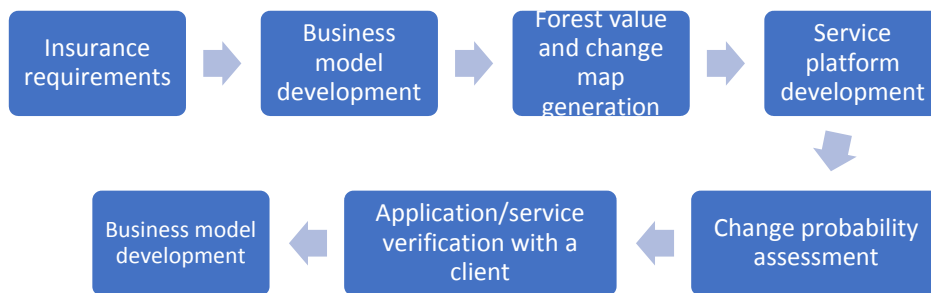 Insurance
requirements
Business
model
development
Forest value
and change
map
generation
Service
platform
development
Change probability
assessment
Application/service
verification with a
client
Business model
development